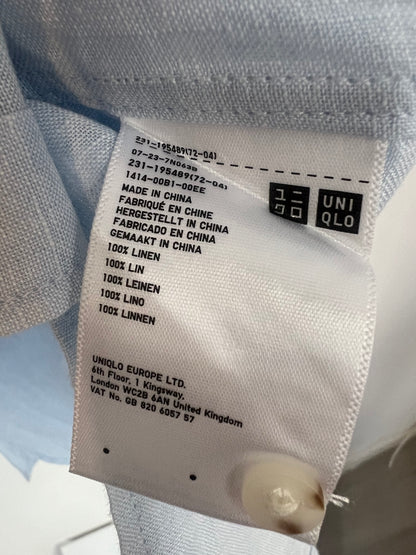 231-195489(72-04)
07-23-7N063B
231-195489(72-04)
1414-00B1-00EE
MADE IN CHINA
FABRIQUÉ EN CHINE
HERGESTELLT IN CHINA
FABRICADO EN CHINA
GEMAAKT IN CHINA
100% LINEN
100% LIN
100% LEINEN
100% LINO
100% LINNEN
ユニクロ
UNIQLO
UNIQLO EUROPE LTD.
6th Floor, 1 Kingsway,
London WC2B 6AN United Kingdom
VAT No. GB 820 6057 57